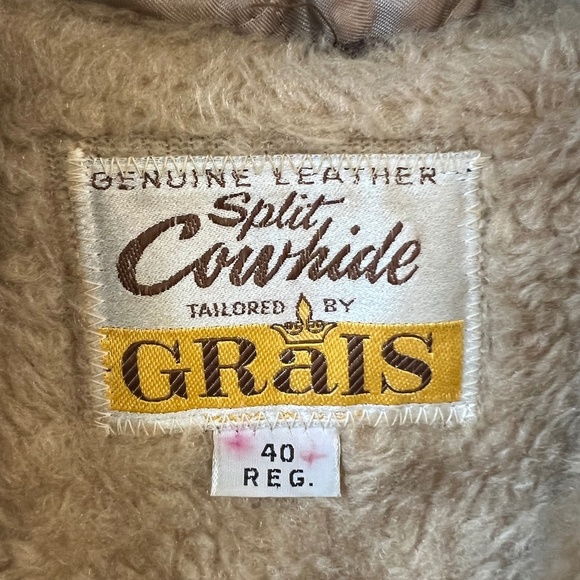 GENUINE LEATHER
Split
Cowhide
TAILORED BY
GRaIS
40
REG.